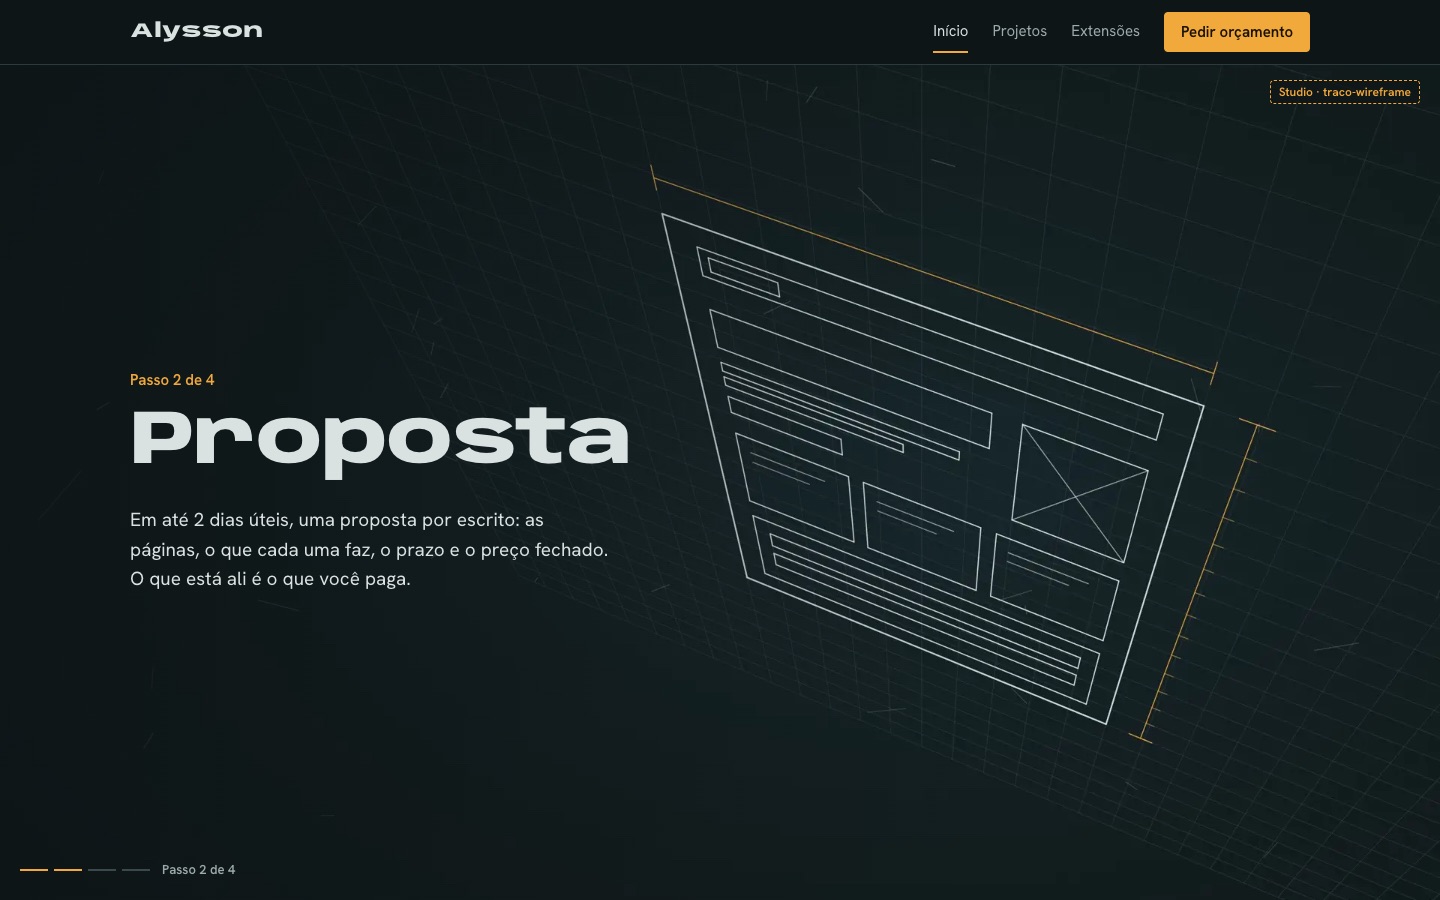 Alysson
Início
Projetos
Extensões
Pedir orçamento
Studio · traco-wireframe
Passo 2 de 4
Proposta
Em até 2 dias úteis, uma proposta por escrito: as
páginas, o que cada uma faz, o prazo e o preço fechado.
O que está ali é o que você paga.
Passo 2 de 4